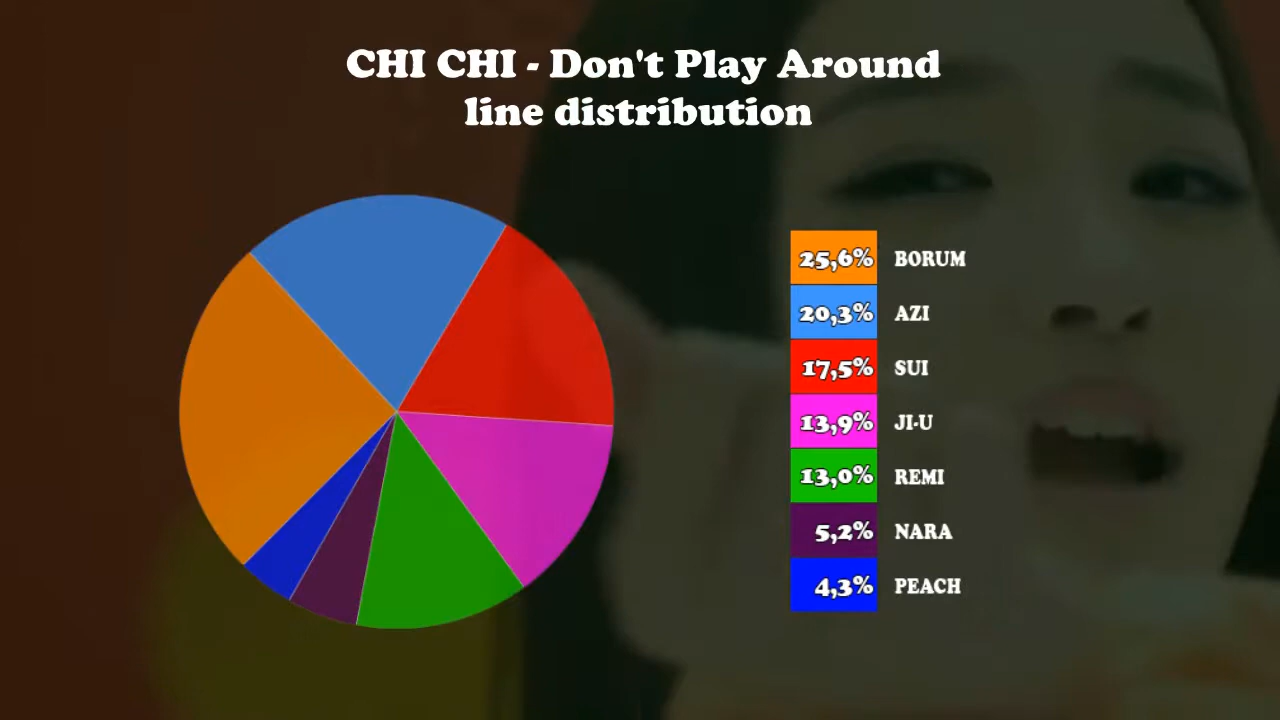 CHI CHI - Don't Play Around
line distribution
25,6% BORUM
20,3% AZI
17,5% SUI
13,9% JI-U
13,0% REMI
5,2% NARA
4,3% PEACH